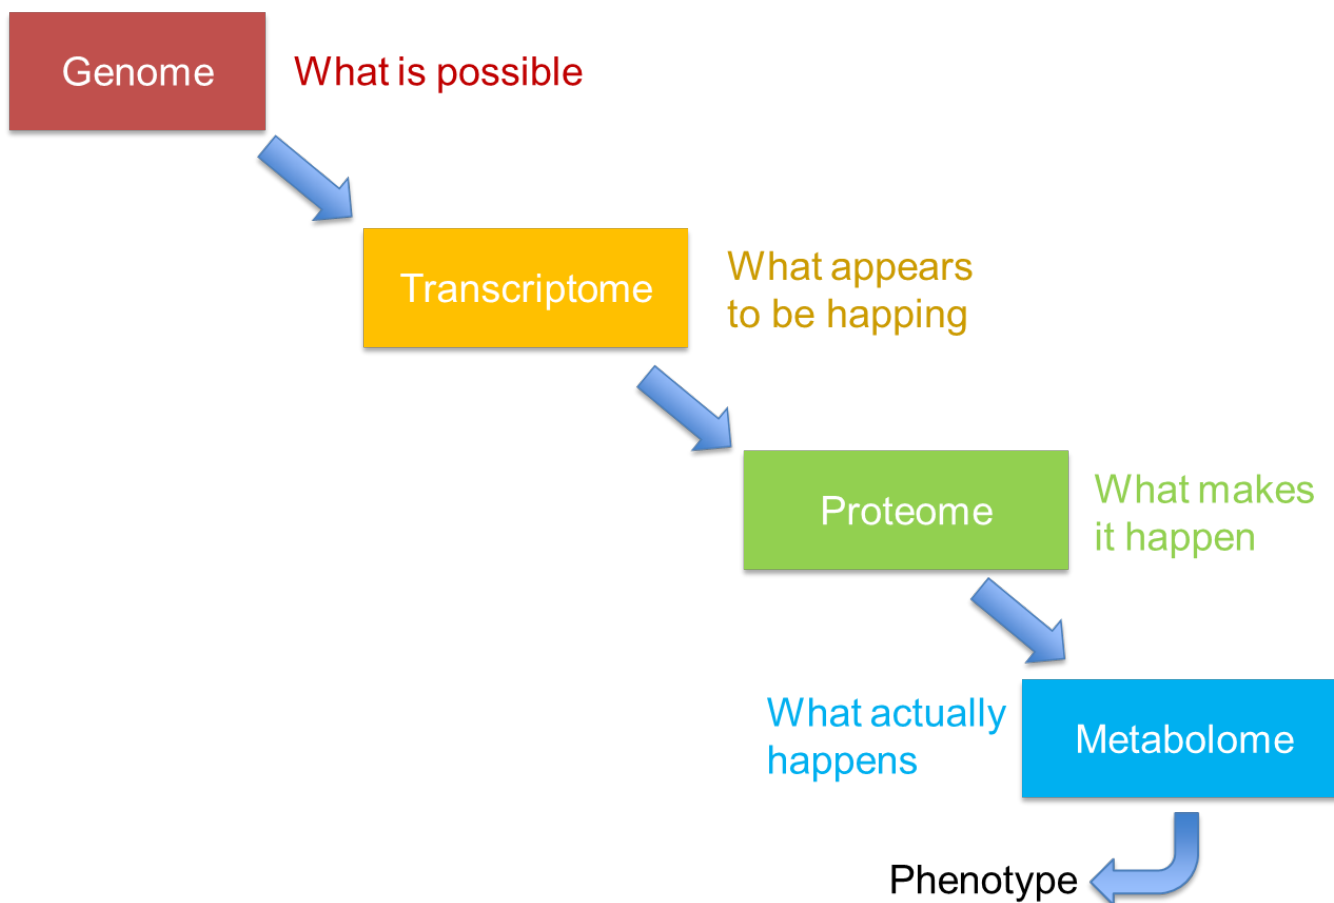 Genome
What is possible
Transcriptome
What appears
to be happing
Proteome
What makes
it happen
What actually
happens
Metabolome
Phenotype